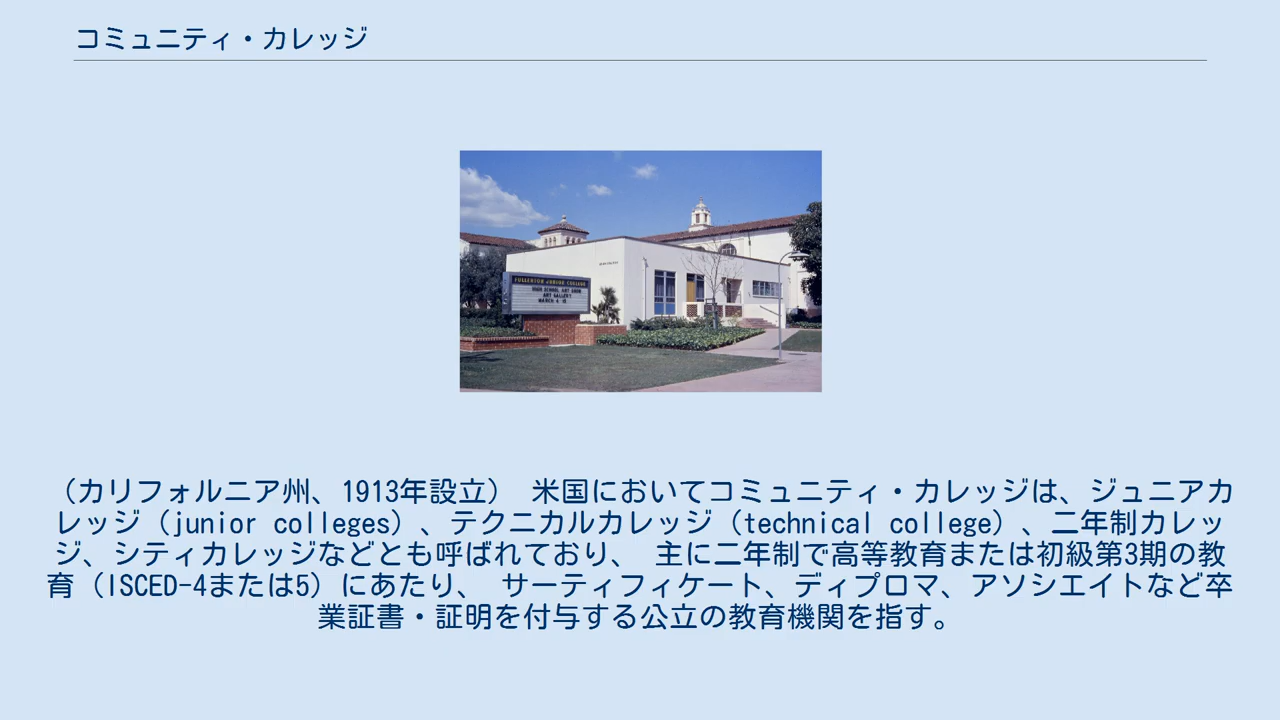 コミュニティ・カレッジ
FULLERTON JUNIOR COLLEGE
HIGH SCHOOL ART SHOW
ART GALLERY
（カリフォルニア州、1913年設立） 米国においてコミュニティ・カレッジは、ジュニアカ
レッジ（junior colleges）、テクニカルカレッジ（technical college）、二年制カレッ
ジ、シティカレッジなどとも呼ばれており、 主に二年制で高等教育または初級第3期の教
育（ISCED-4または5）にあたり、 サーティフィケート、ディプロマ、アソシエイトなど卒
業証書・証明を付与する公立の教育機関を指す。